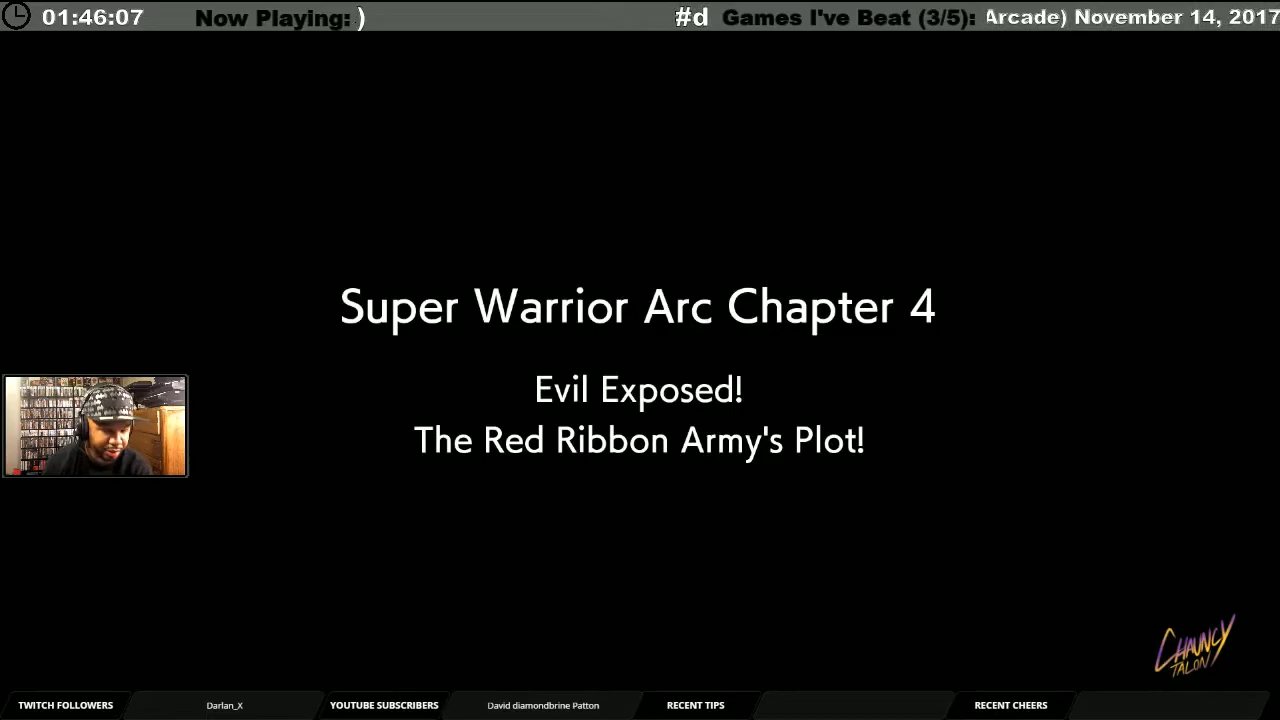 01:46:07 Now Playing: ) #d Games I've Beat (3/5): Arcade) November 14, 2017
Super Warrior Arc Chapter 4
Evil Exposed!
The Red Ribbon Army's Plot!
CHAUNCY
TALON
TWITCH FOLLOWERS Darlan_X YOUTUBE SUBSCRIBERS David diamondbrine Patton RECENT TIPS RECENT CHEERS